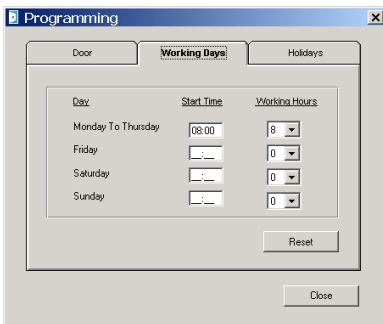 Programming
Door Working Days Holidays
Day Start Time Working Hours
Monday To Thursday 08:00 8
Friday __:__ 0
Saturday __:__ 0
Sunday __:__ 0
Reset
Close